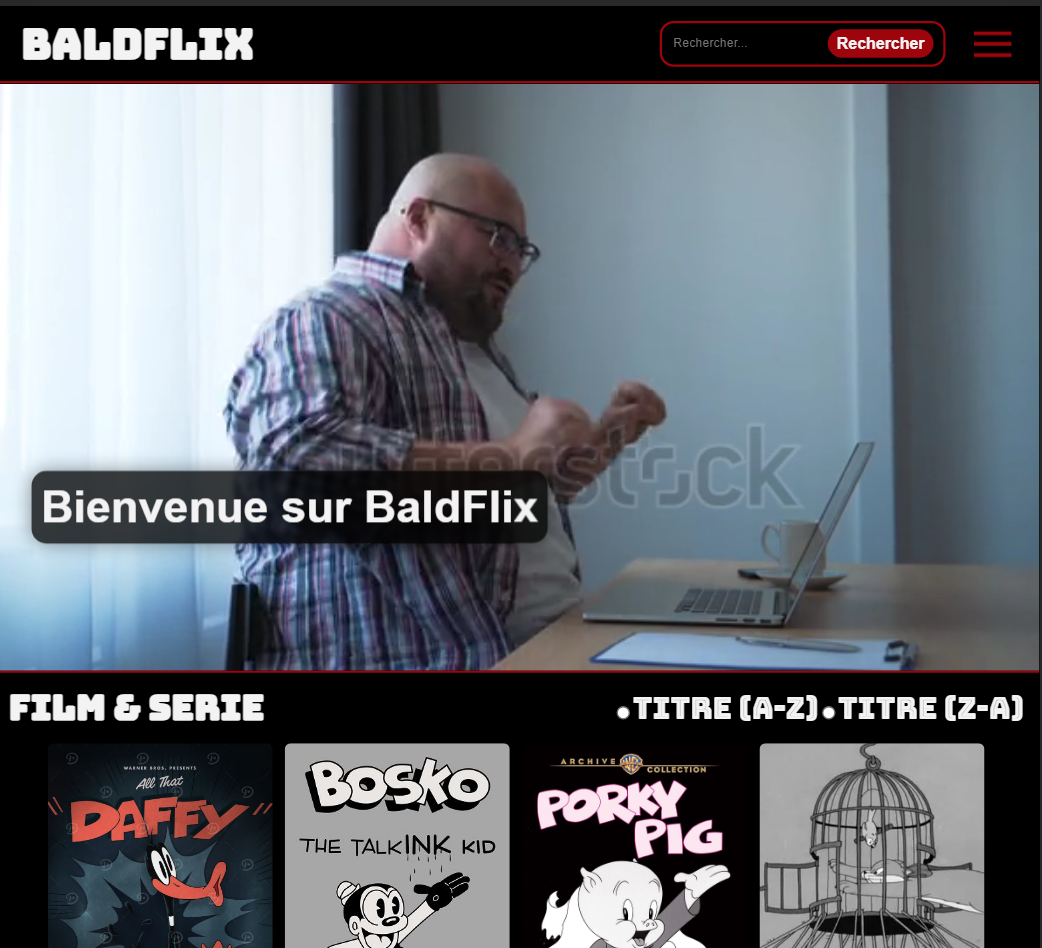 BALDFLIX
Rechercher...
Rechercher
Bienvenue sur BaldFlix
FILM & SERIE
TITRE (A-Z)
TITRE (Z-A)
WARNER BROS. PRESENTS
All That
DAFFY
BOSKO
THE TALKINK KID
ARCHIVE WB COLLECTION
PORKY
PIG